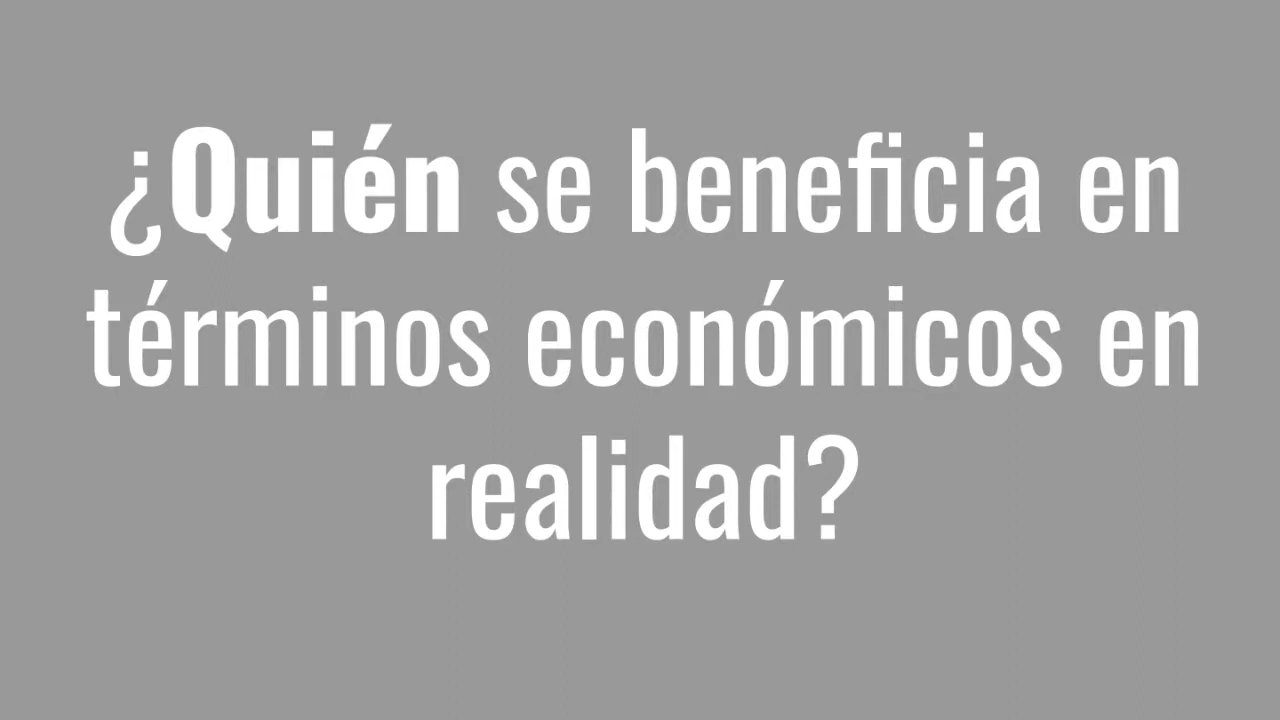 ¿Quién se beneficia en
términos económicos en
realidad?